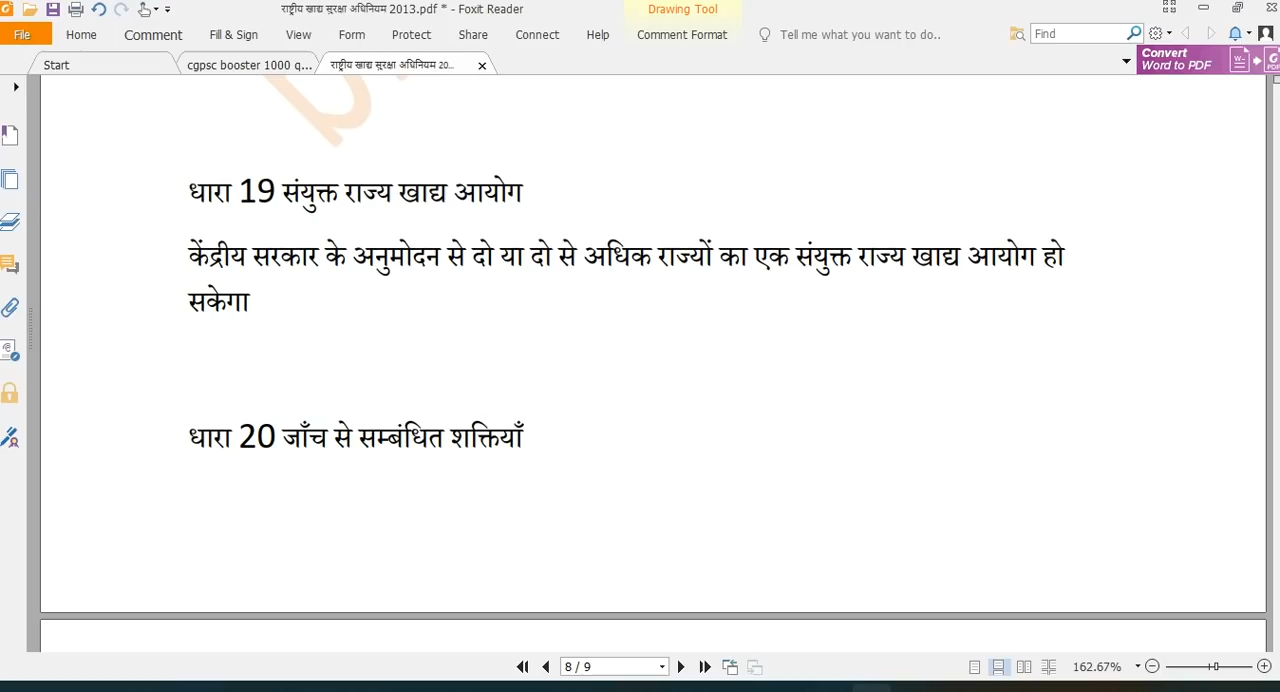 राष्ट्रीय खाद्य सुरक्षा अधिनियम 2013.pdf * - Foxit Reader
Drawing Tool
File Home Comment Fill & Sign View Form Protect Share Connect Help Comment Format Tell me what you want to do.. Find
Start cgpsc booster 1000 q... राष्ट्रीय खाद्य सुरक्षा अधिनियम 20...
Convert
Word to PDF
धारा 19 संयुक्त राज्य खाद्य आयोग
केंद्रीय सरकार के अनुमोदन से दो या दो से अधिक राज्यों का एक संयुक्त राज्य खाद्य आयोग हो
सकेगा
धारा 20 जाँच से सम्बंधित शक्तियाँ
8 / 9 162.67%